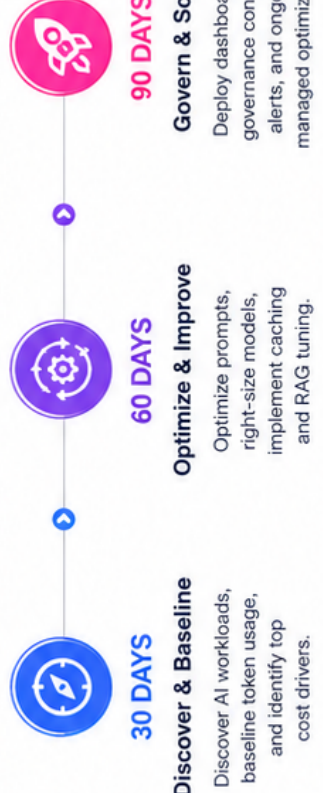 30 DAYS
Discover & Baseline
Discover AI workloads,
baseline token usage,
and identify top
cost drivers.
60 DAYS
Optimize & Improve
Optimize prompts,
right-size models,
implement caching
and RAG tuning.
90 DAYS
Govern &
Deploy
governance
alerts, and
managed